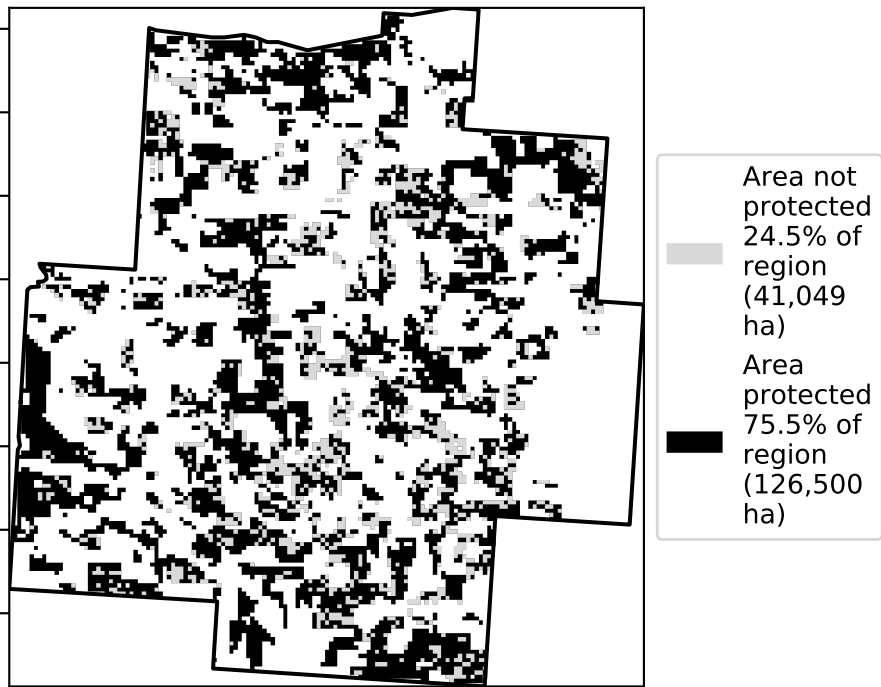 Area not
protected
24.5% of
region
(41,049
ha)
Area
protected
75.5% of
region
(126,500
ha)